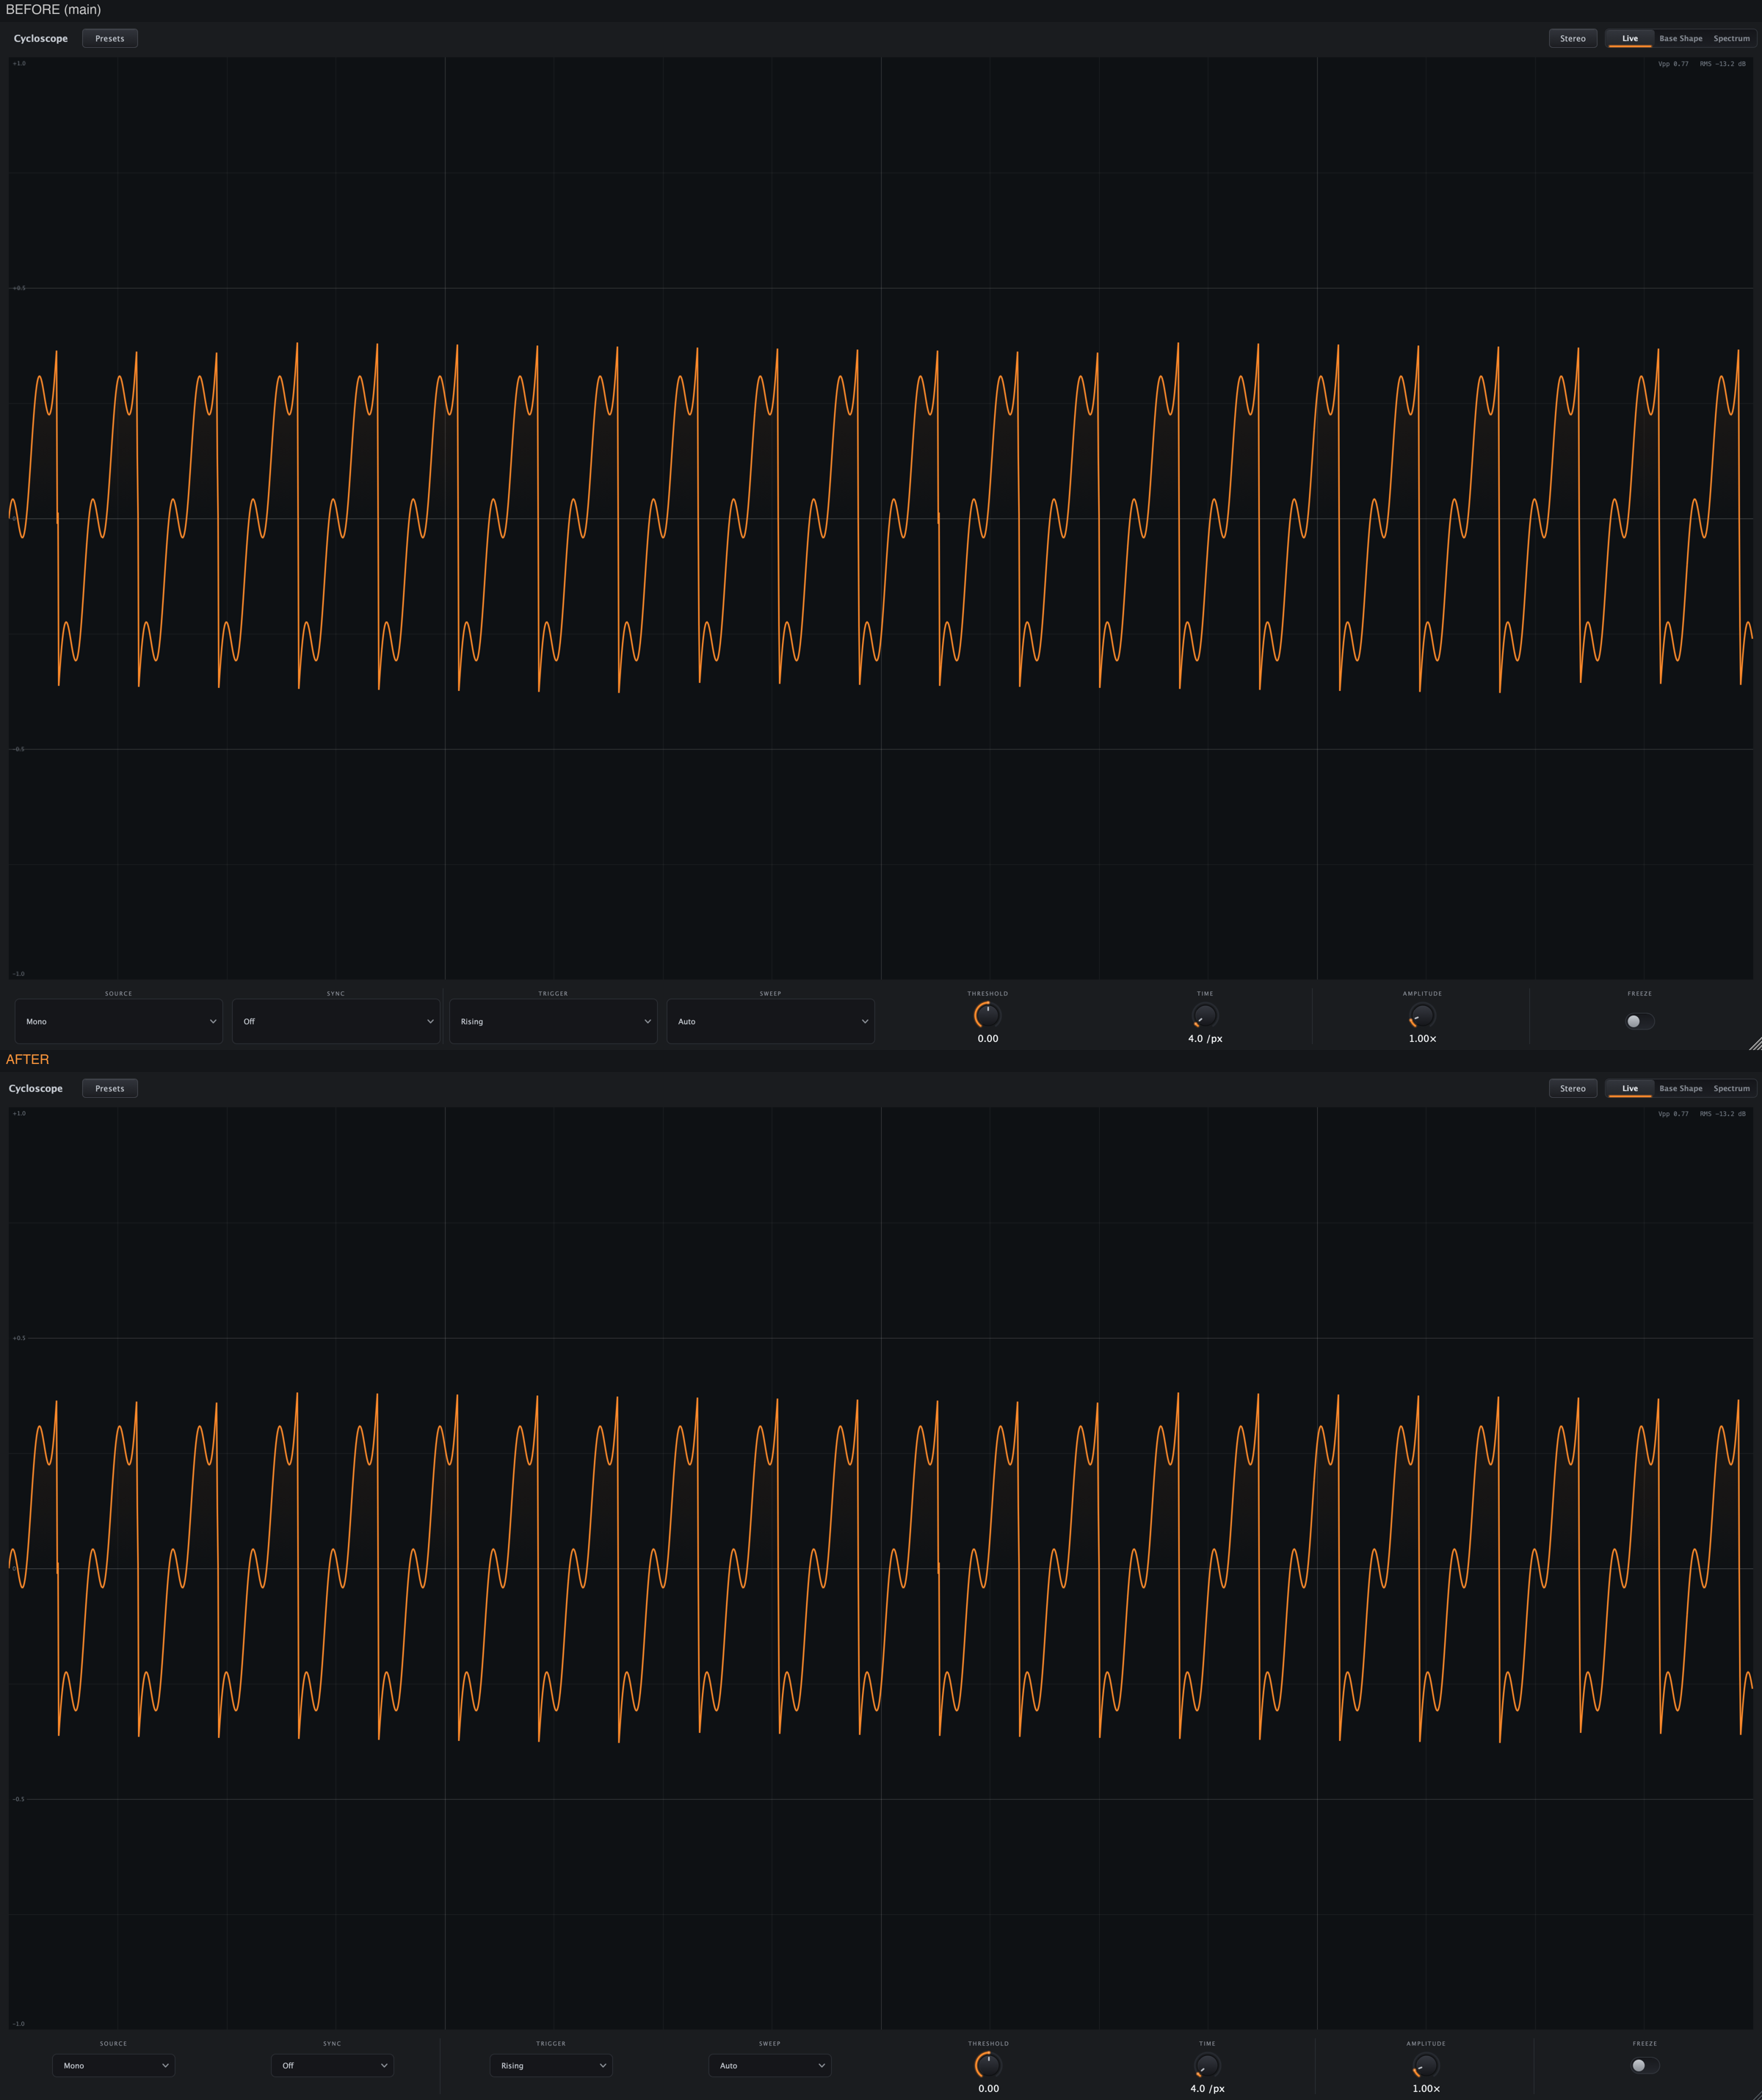 BEFORE (main)
Cycloscope Presets Stereo Live Base Shape Spectrum
+1.0 Vpp 0.77 RMS -13.2 dB
+0.5
0
-0.5
-1.0
SOURCE SYNC TRIGGER SWEEP THRESHOLD TIME AMPLITUDE FREEZE
Mono Off Rising Auto
0.00 4.0 /px 1.00×
AFTER
Cycloscope Presets Stereo Live Base Shape Spectrum
+1.0 Vpp 0.77 RMS -13.2 dB
+0.5
0
-0.5
-1.0
SOURCE SYNC TRIGGER SWEEP THRESHOLD TIME AMPLITUDE FREEZE
Mono Off Rising Auto
0.00 4.0 /px 1.00×